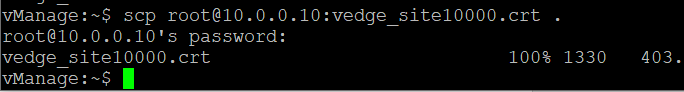 vManage:~$ scp root@10.0.0.10:vedge_site10000.crt .
root@10.0.0.10's password:
vedge_site10000.crt 100% 1330 403.
vManage:~$